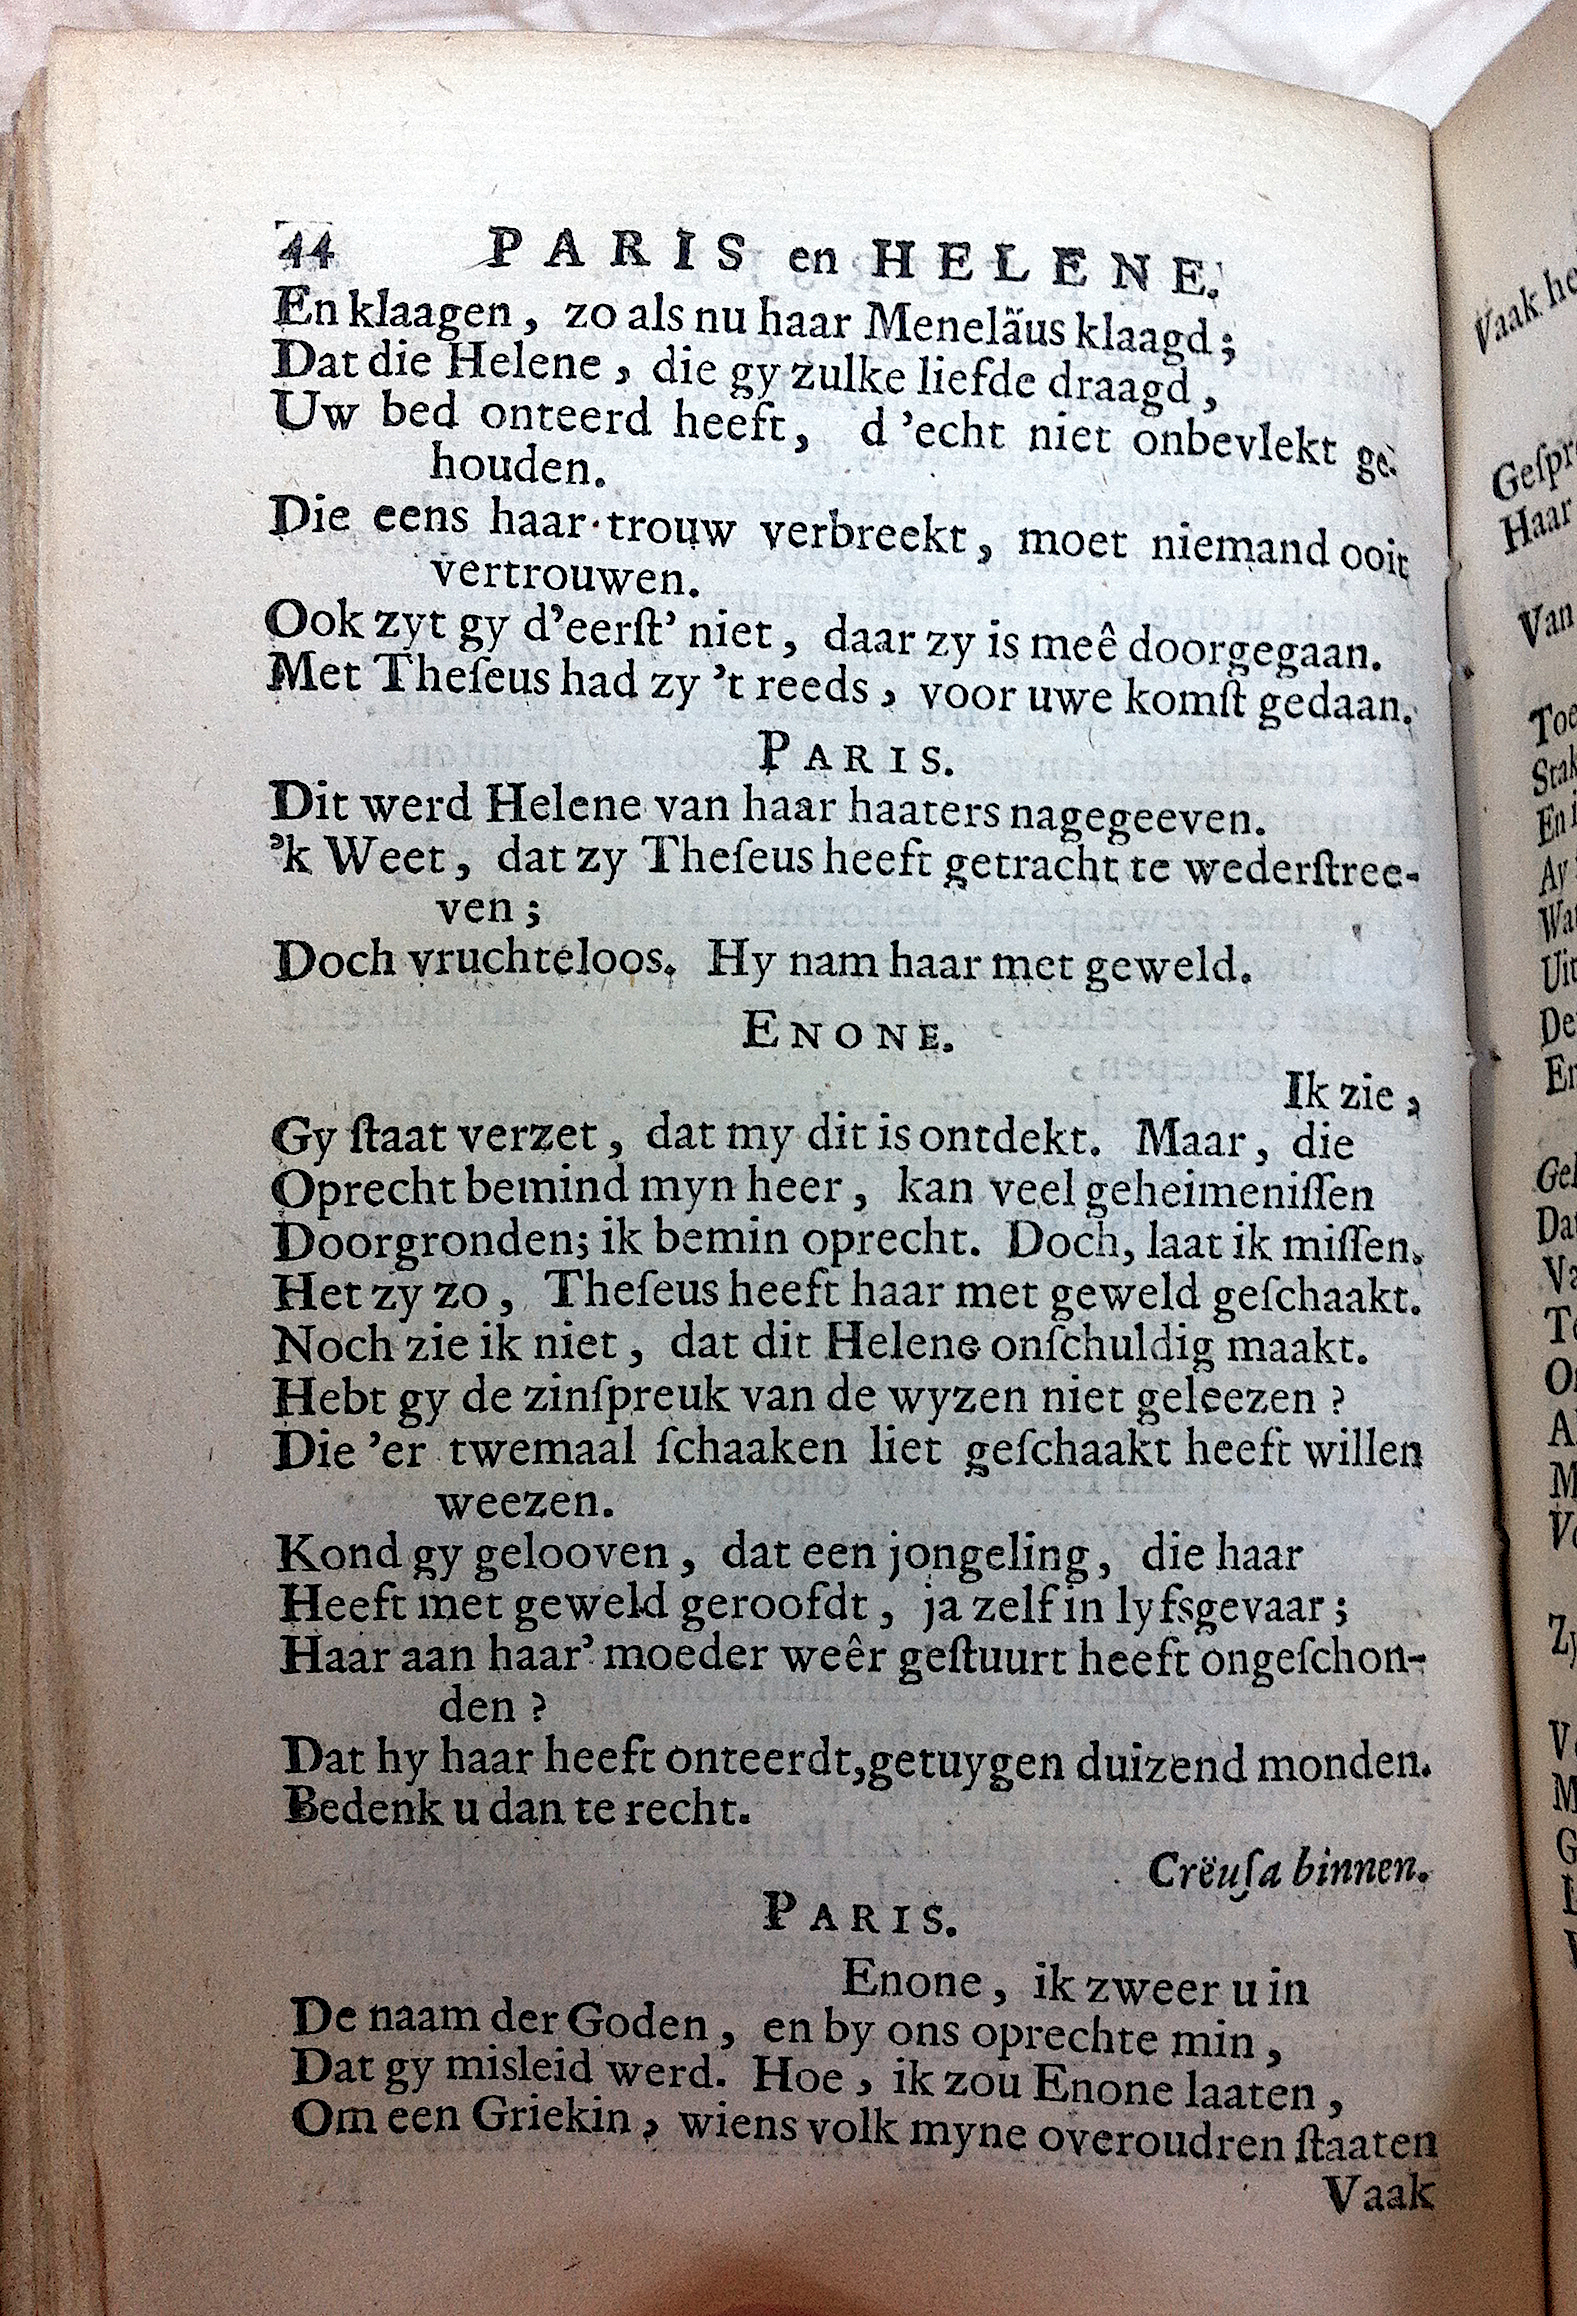 44 PARIS en HELENE.
En klaagen, zo als nu haar Meneläus klaagd;
Dat die Helene, die gy zulke liefde draagd,
Uw bed onteerd heeft, d'echt niet onbevlekt ge-
houden.
Die eens haar trouw verbreekt, moet niemand ooit
vertrouwen.
Ook zyt gy d'eerſt' niet, daar zy is meê doorgegaan.
Met Theſeus had zy 't reeds, voor uwe komſt gedaan.
PARIS.
Dit werd Helene van haar haaters nagegeeven.
'k Weet, dat zy Theſeus heeft getracht te wederſtree-
ven;
Doch vruchteloos. Hy nam haar met geweld.
ENONE.
Ik zie,
Gy ſtaat verzet, dat my dit is ontdekt. Maar, die
Oprecht bemind myn heer, kan veel geheimeniſſen
Doorgronden; ik bemin oprecht. Doch, laat ik miſſen.
Het zy zo, Theſeus heeft haar met geweld geſchaakt.
Noch zie ik niet, dat dit Helene onſchuldig maakt.
Hebt gy de zinſpreuk van de wyzen niet geleezen?
Die 'er twemaal ſchaaken liet geſchaakt heeft willen
weezen.
Kond gy gelooven, dat een jongeling, die haar
Heeft met geweld geroofdt, ja zelf in lyfsgevaar;
Haar aan haar' moeder weêr geſtuurt heeft ongeſchon-
den?
Dat hy haar heeft onteerdt, getuygen duizend monden.
Bedenk u dan te recht.
Crëuſa binnen.
PARIS.
Enone, ik zweer u in
De naam der Goden, en by ons oprechte min,
Dat gy misleid werd. Hoe, ik zou Enone laaten,
Om een Griekin, wiens volk myne overoudren ſtaaten
Vaak
Vaak
Haar
Van